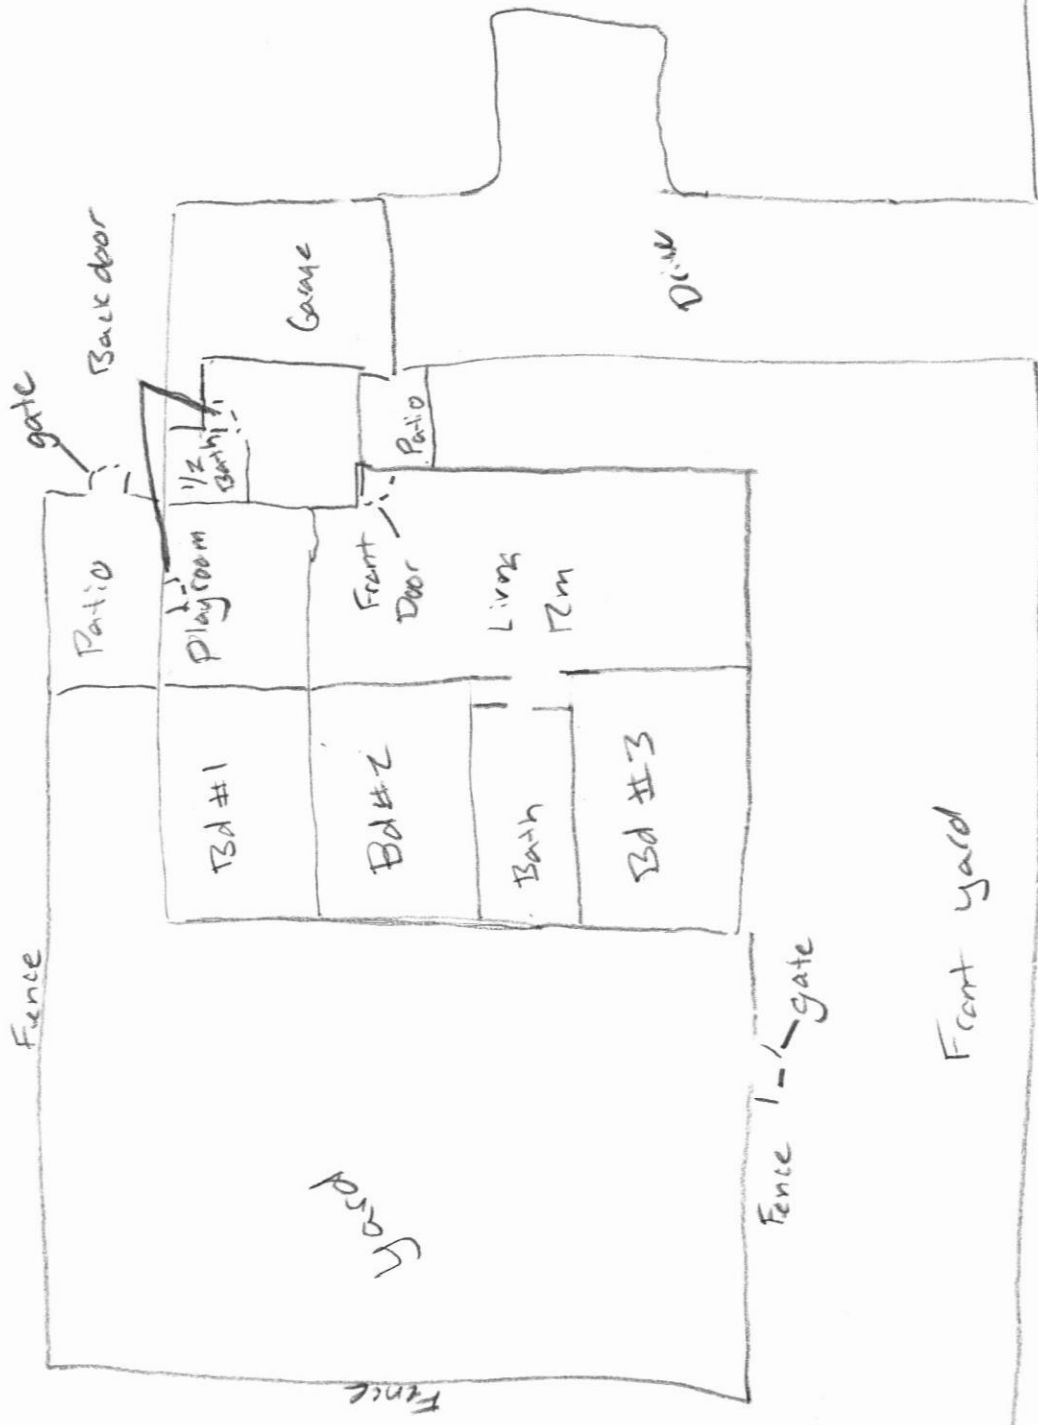 gate
Back door
Garage
Drive
1/2
Bath
Patio
Patio
Playroom
Front
Door
Living
Rm
Bd #1
Bd #2
Bath
Bd #3
Fence
yard
Fence
gate
Front yard
Fence